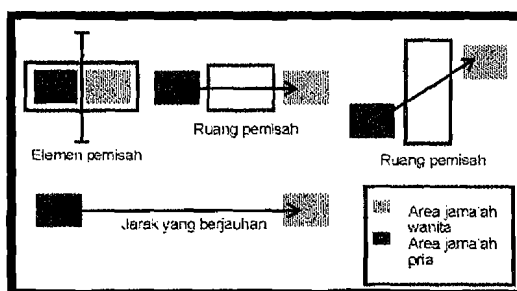 Elemen pemisah
Ruang pemisah
Ruang pemisah
Jarak yang berjauhan
Area jama'ah
wanita
Area jama'ah
pria